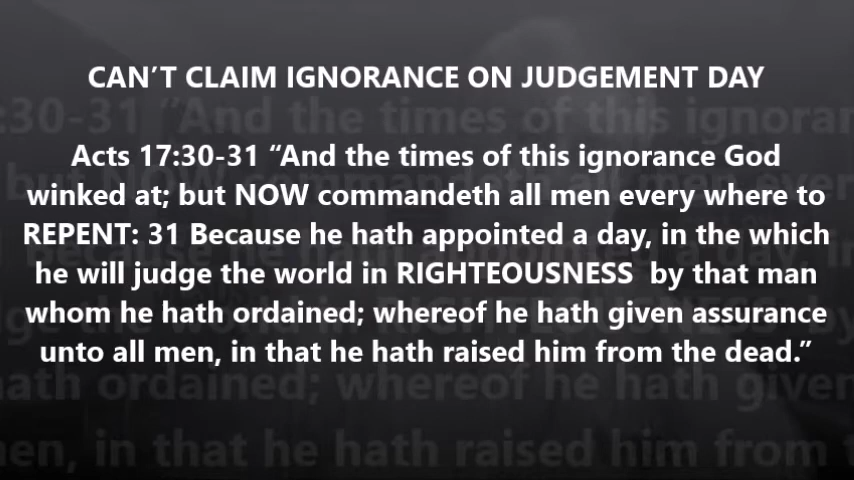 CAN’T CLAIM IGNORANCE ON JUDGEMENT DAY
Acts 17:30-31 “And the times of this ignorance God
winked at; but NOW commandeth all men every where to
REPENT: 31 Because he hath appointed a day, in the which
he will judge the world in RIGHTEOUSNESS  by that man
whom he hath ordained; whereof he hath given assurance
unto all men, in that he hath raised him from the dead.”